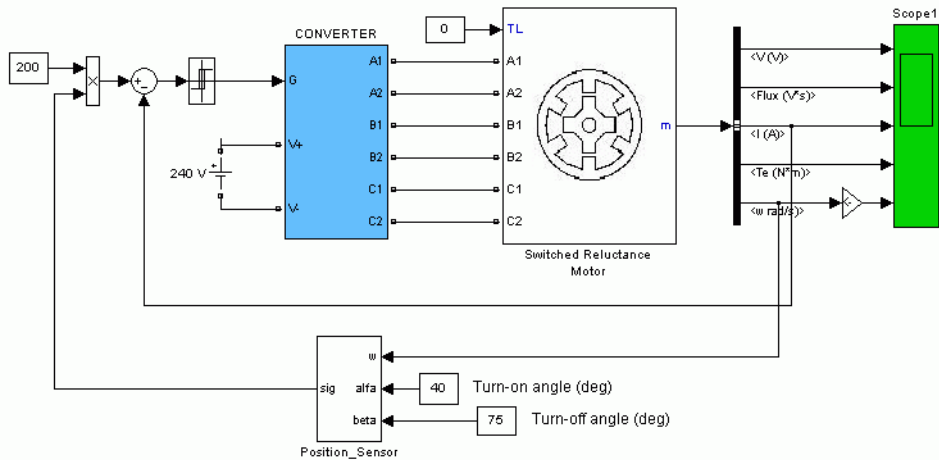 Scope1
0
TL
CONVERTER
200
A1
A1
<V (V)>
G
A2
A2
<Flux (V*s)>
B1
B1
m
<I (A)>
V+
B2
B2
240 V
+
<Te (N*m)>
C1
C1
V-
C2
C2
<w rad/s)>
Switched Reluctance
Motor
w
sig
alfa
40
Turn-on angle (deg)
beta
75
Turn-off angle (deg)
Position_Sensor